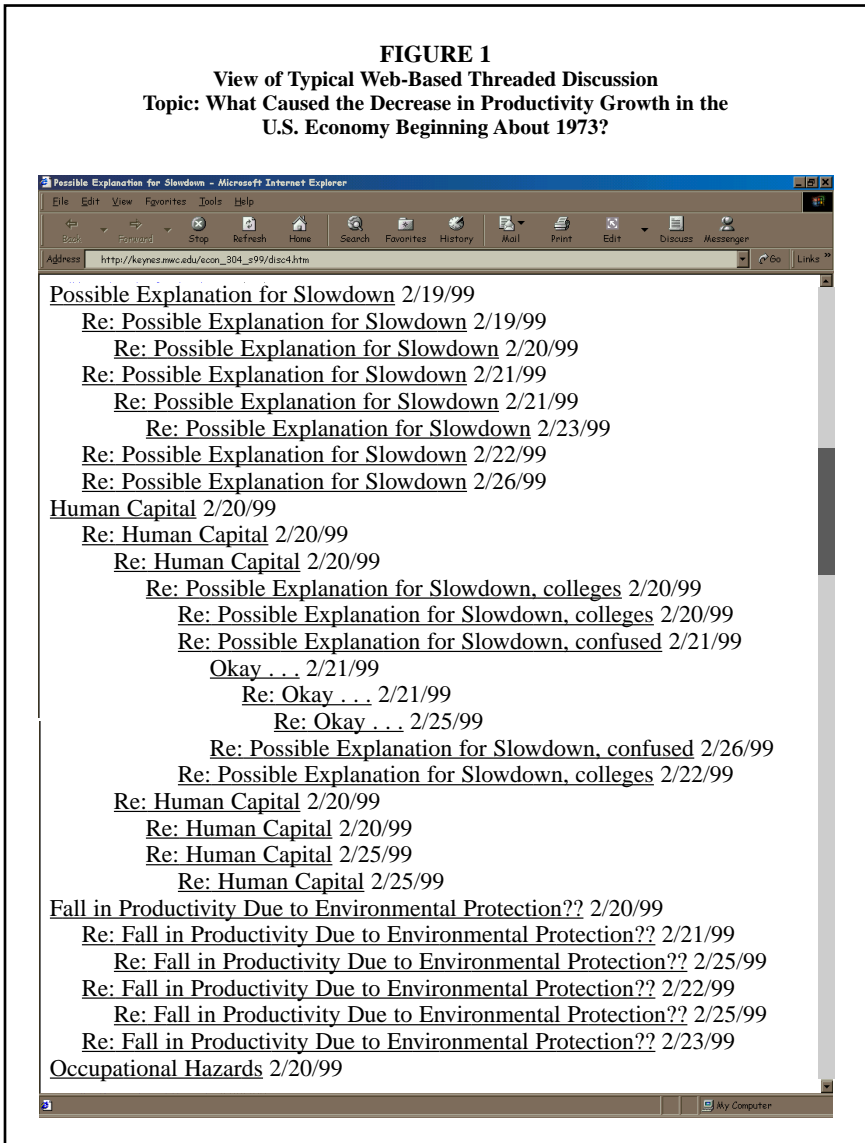 FIGURE 1
View of Typical Web-Based Threaded Discussion
Topic: What Caused the Decrease in Productivity Growth in the
U.S. Economy Beginning About 1973?
Possible Explanation for Slowdown - Microsoft Internet Explorer
File Edit View Favorites Tools Help
Back Forward Stop Refresh Home Search Favorites History Mail Print Edit Discuss Messenger
Address http://keynes.mwc.edu/econ_304_s99/disc4.htm Go Links »
Possible Explanation for Slowdown 2/19/99
Re: Possible Explanation for Slowdown 2/19/99
Re: Possible Explanation for Slowdown 2/20/99
Re: Possible Explanation for Slowdown 2/21/99
Re: Possible Explanation for Slowdown 2/21/99
Re: Possible Explanation for Slowdown 2/23/99
Re: Possible Explanation for Slowdown 2/22/99
Re: Possible Explanation for Slowdown 2/26/99
Human Capital 2/20/99
Re: Human Capital 2/20/99
Re: Human Capital 2/20/99
Re: Possible Explanation for Slowdown, colleges 2/20/99
Re: Possible Explanation for Slowdown, colleges 2/20/99
Re: Possible Explanation for Slowdown, confused 2/21/99
Okay . . . 2/21/99
Re: Okay . . . 2/21/99
Re: Okay . . . 2/25/99
Re: Possible Explanation for Slowdown, confused 2/26/99
Re: Possible Explanation for Slowdown, colleges 2/22/99
Re: Human Capital 2/20/99
Re: Human Capital 2/20/99
Re: Human Capital 2/25/99
Re: Human Capital 2/25/99
Fall in Productivity Due to Environmental Protection?? 2/20/99
Re: Fall in Productivity Due to Environmental Protection?? 2/21/99
Re: Fall in Productivity Due to Environmental Protection?? 2/25/99
Re: Fall in Productivity Due to Environmental Protection?? 2/22/99
Re: Fall in Productivity Due to Environmental Protection?? 2/25/99
Re: Fall in Productivity Due to Environmental Protection?? 2/23/99
Occupational Hazards 2/20/99
My Computer